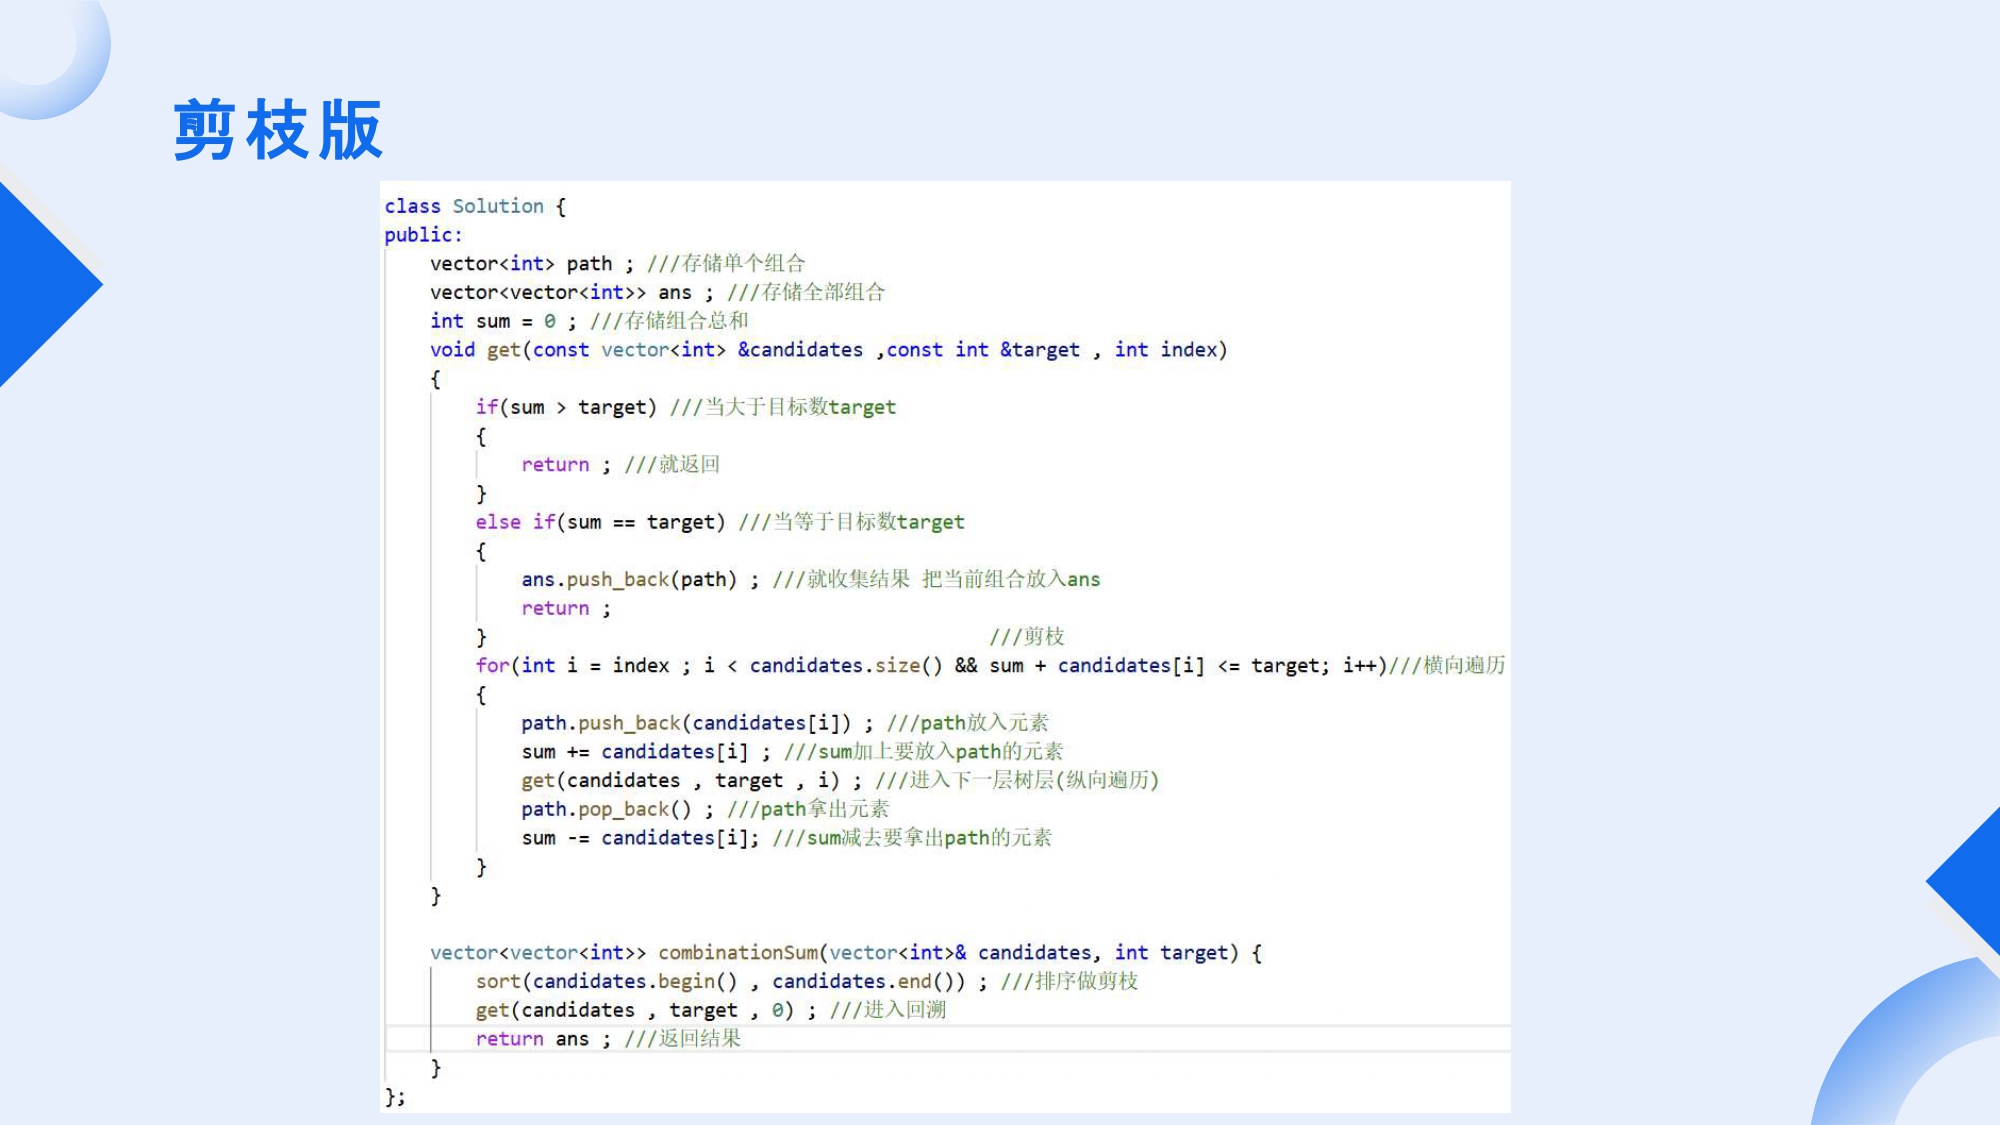 剪枝版
class Solution {
public:
    vector<int> path ; ///存储单个组合
    vector<vector<int>> ans ; ///存储全部组合
    int sum = 0 ; ///存储组合总和
    void get(const vector<int> &candidates ,const int &target , int index)
    {
        if(sum > target) ///当大于目标数target
        {
            return ; ///就返回
        }
        else if(sum == target) ///当等于目标数target
        {
            ans.push_back(path) ; ///就收集结果 把当前组合放入ans
            return ;
        }                                            ///剪枝
        for(int i = index ; i < candidates.size() && sum + candidates[i] <= target; i++)///横向遍历
        {
            path.push_back(candidates[i]) ; ///path放入元素
            sum += candidates[i] ; ///sum加上要放入path的元素
            get(candidates , target , i) ; ///进入下一层树层(纵向遍历)
            path.pop_back() ; ///path拿出元素
            sum -= candidates[i]; ///sum减去要拿出path的元素
        }
    }
    vector<vector<int>> combinationSum(vector<int>& candidates, int target) {
        sort(candidates.begin() , candidates.end()) ; ///排序做剪枝
        get(candidates , target , 0) ; ///进入回溯
        return ans ; ///返回结果
    }
};